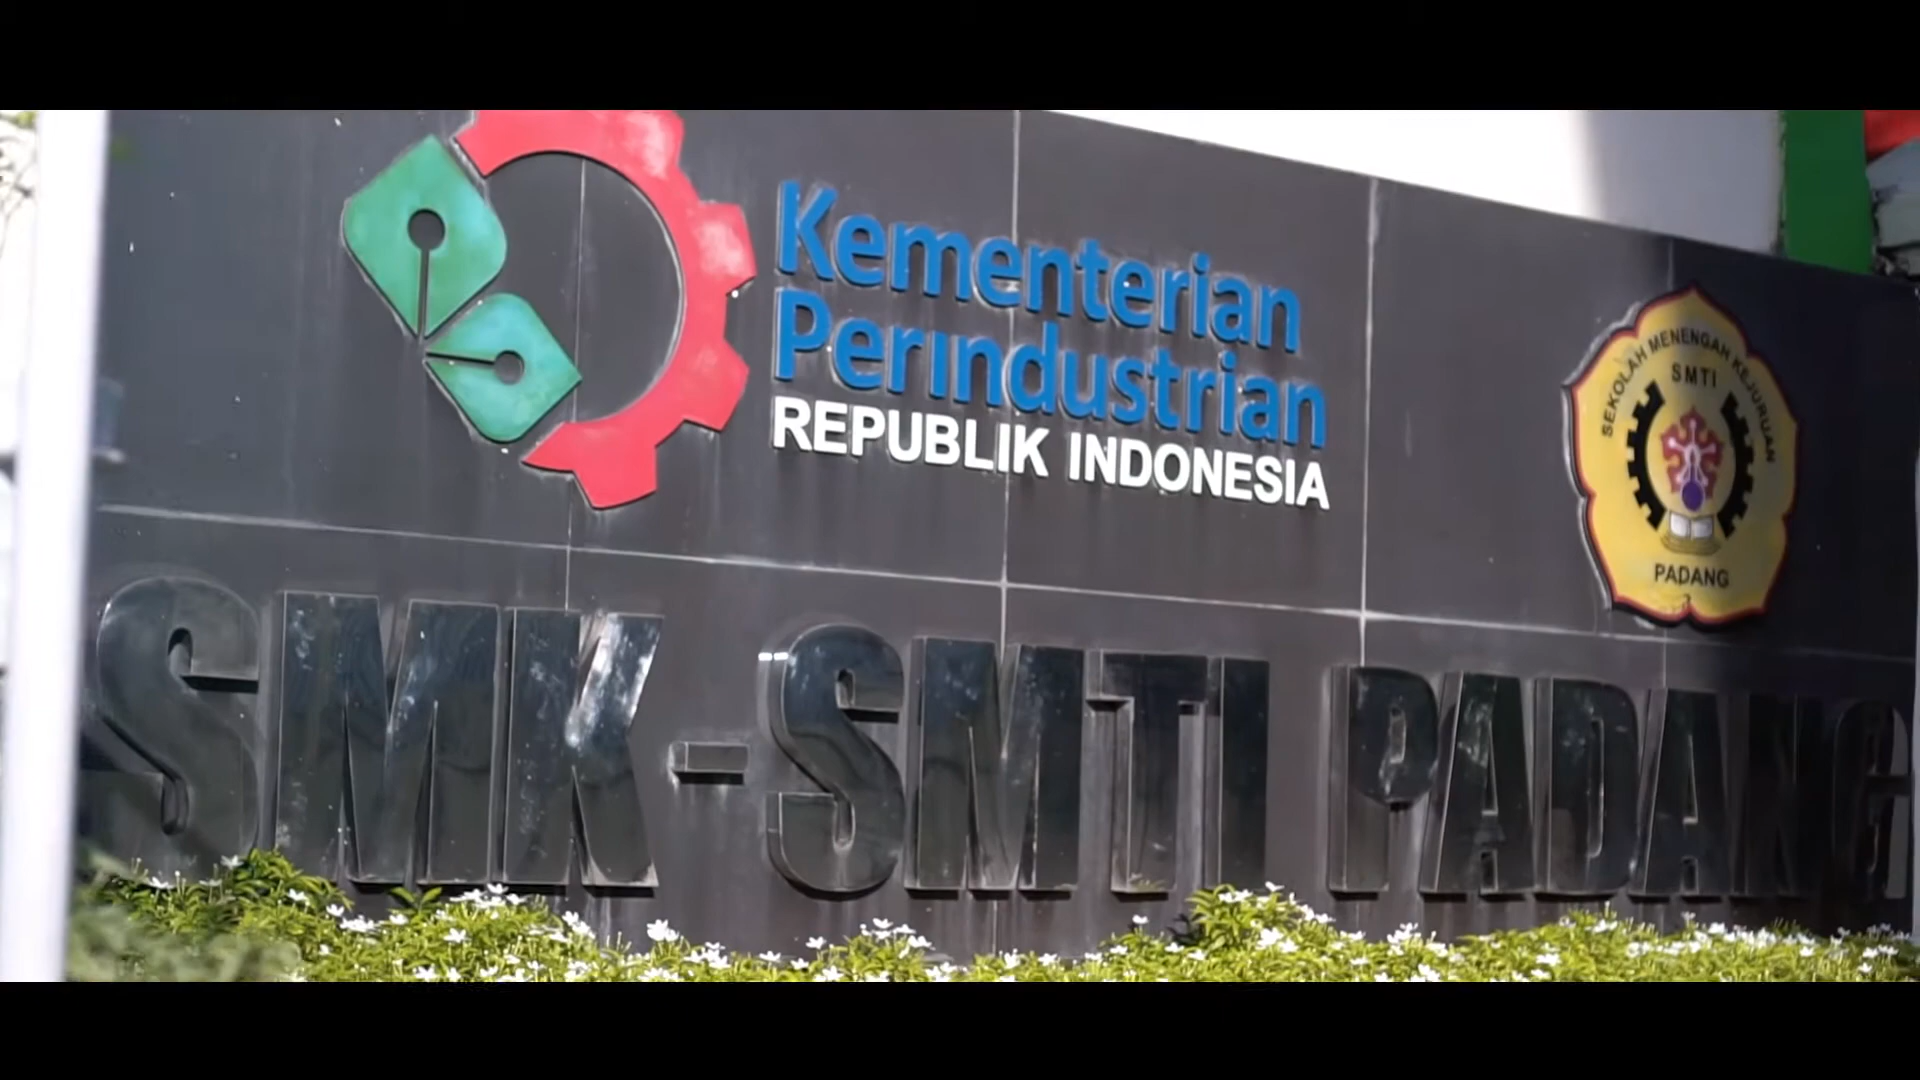 Kementerian
Perindustrian
REPUBLIK INDONESIA
SEKOLAH MENENGAH KEJURUAN
SMTI
PADANG
SMK-SMTI PADANG